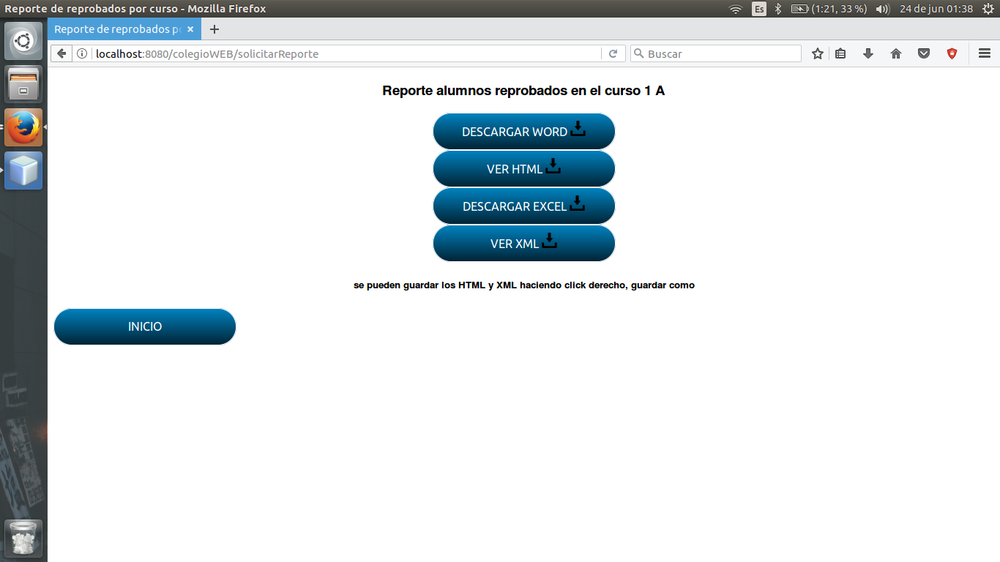 Reporte de reprobados por curso - Mozilla Firefox
Es
(1:21, 33 %)
24 de jun 01:38
Reporte de reprobados po
localhost:8080/colegioWEB/solicitarReporte
Buscar
Reporte alumnos reprobados en el curso 1 A
DESCARGAR WORD
VER HTML
DESCARGAR EXCEL
VER XML
se pueden guardar los HTML y XML haciendo click derecho, guardar como
INICIO